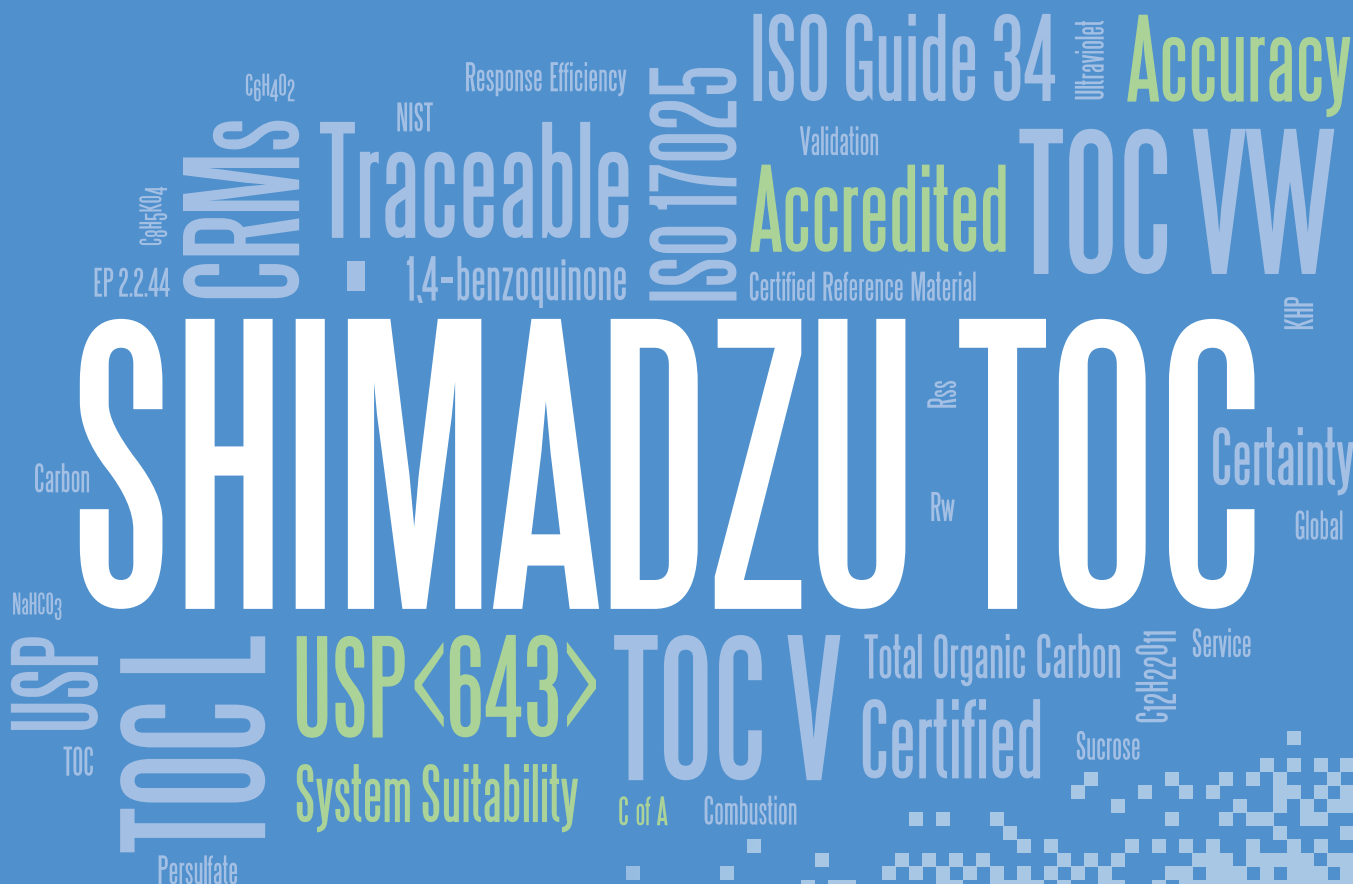 ISO Guide 34
Ultraviolet
Accuracy
Response Efficiency
C6H4O2
NIST
CRMs
Traceable
ISO 17025
Validation
TOC VW
Accredited
C8H5KO4
EP 2.2.44
1,4-benzoquinone
Certified Reference Material
KHP
SHIMADZU TOC
Rss
Certainty
Carbon
Rw
Global
NaHCO3
USP
TOC L
USP<643>
TOC V
Total Organic Carbon
C12H22O11
Service
Certified
Sucrose
TOC
System Suitability
C of A
Combustion
Persulfate